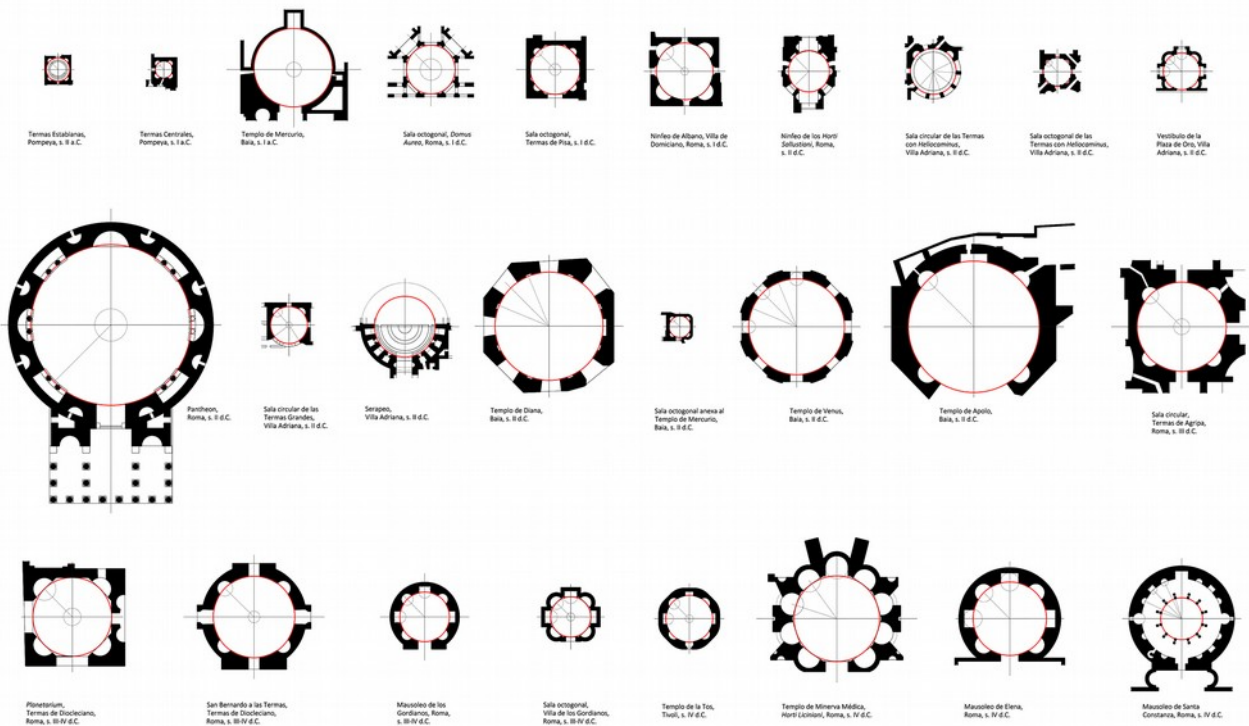 Termas Estabianas,
Pompeya, s. II a.C.
Termas Centrales,
Pompeya, s. I a.C.
Templo de Mercurio,
Baia, s. I a.C.
Sala octogonal, Domus
Aurea, Roma, s. I d.C.
Sala octogonal,
Termas de Pisa, s. I d.C.
Ninfeo de Albano, Villa de
Domiciano, Roma, s. I d.C.
Ninfeo de los Horti
Sallustiani, Roma,
s. II d.C.
Sala circular de las Termas
con Heliocaminus,
Villa Adriana, s. II d.C.
Sala octogonal de las
Termas con Heliocaminus,
Villa Adriana, s. II d.C.
Vestíbulo de la
Plaza de Oro, Villa
Adriana, s. II d.C.
Pantheon,
Roma, s. II d.C.
Sala circular de las
Termas Grandes,
Villa Adriana, s. II d.C.
Serapeo,
Villa Adriana, s. II d.C.
Templo de Diana,
Baia, s. II d.C.
Sala octogonal anexa al
Templo de Mercurio,
Baia, s. II d.C.
Templo de Venus,
Baia, s. II d.C.
Templo de Apolo,
Baia, s. II d.C.
Sala circular,
Termas de Agripa,
Roma, s. III d.C.
Planetarium,
Termas de Diocleciano,
Roma, s. III-IV d.C.
San Bernardo a las Termas,
Termas de Diocleciano,
Roma, s. III-IV d.C.
Mausoleo de los
Gordianos, Roma,
s. III-IV d.C.
Sala octogonal,
Villa de los Gordianos,
Roma, s. III-IV d.C.
Templo de la Tos,
Tivoli, s. IV d.C.
Templo de Minerva Médica,
Horti Liciniani, Roma, s. IV d.C.
Mausoleo de Elena,
Roma, s. IV d.C.
Mausoleo de Santa
Constanza, Roma, s. IV d.C.